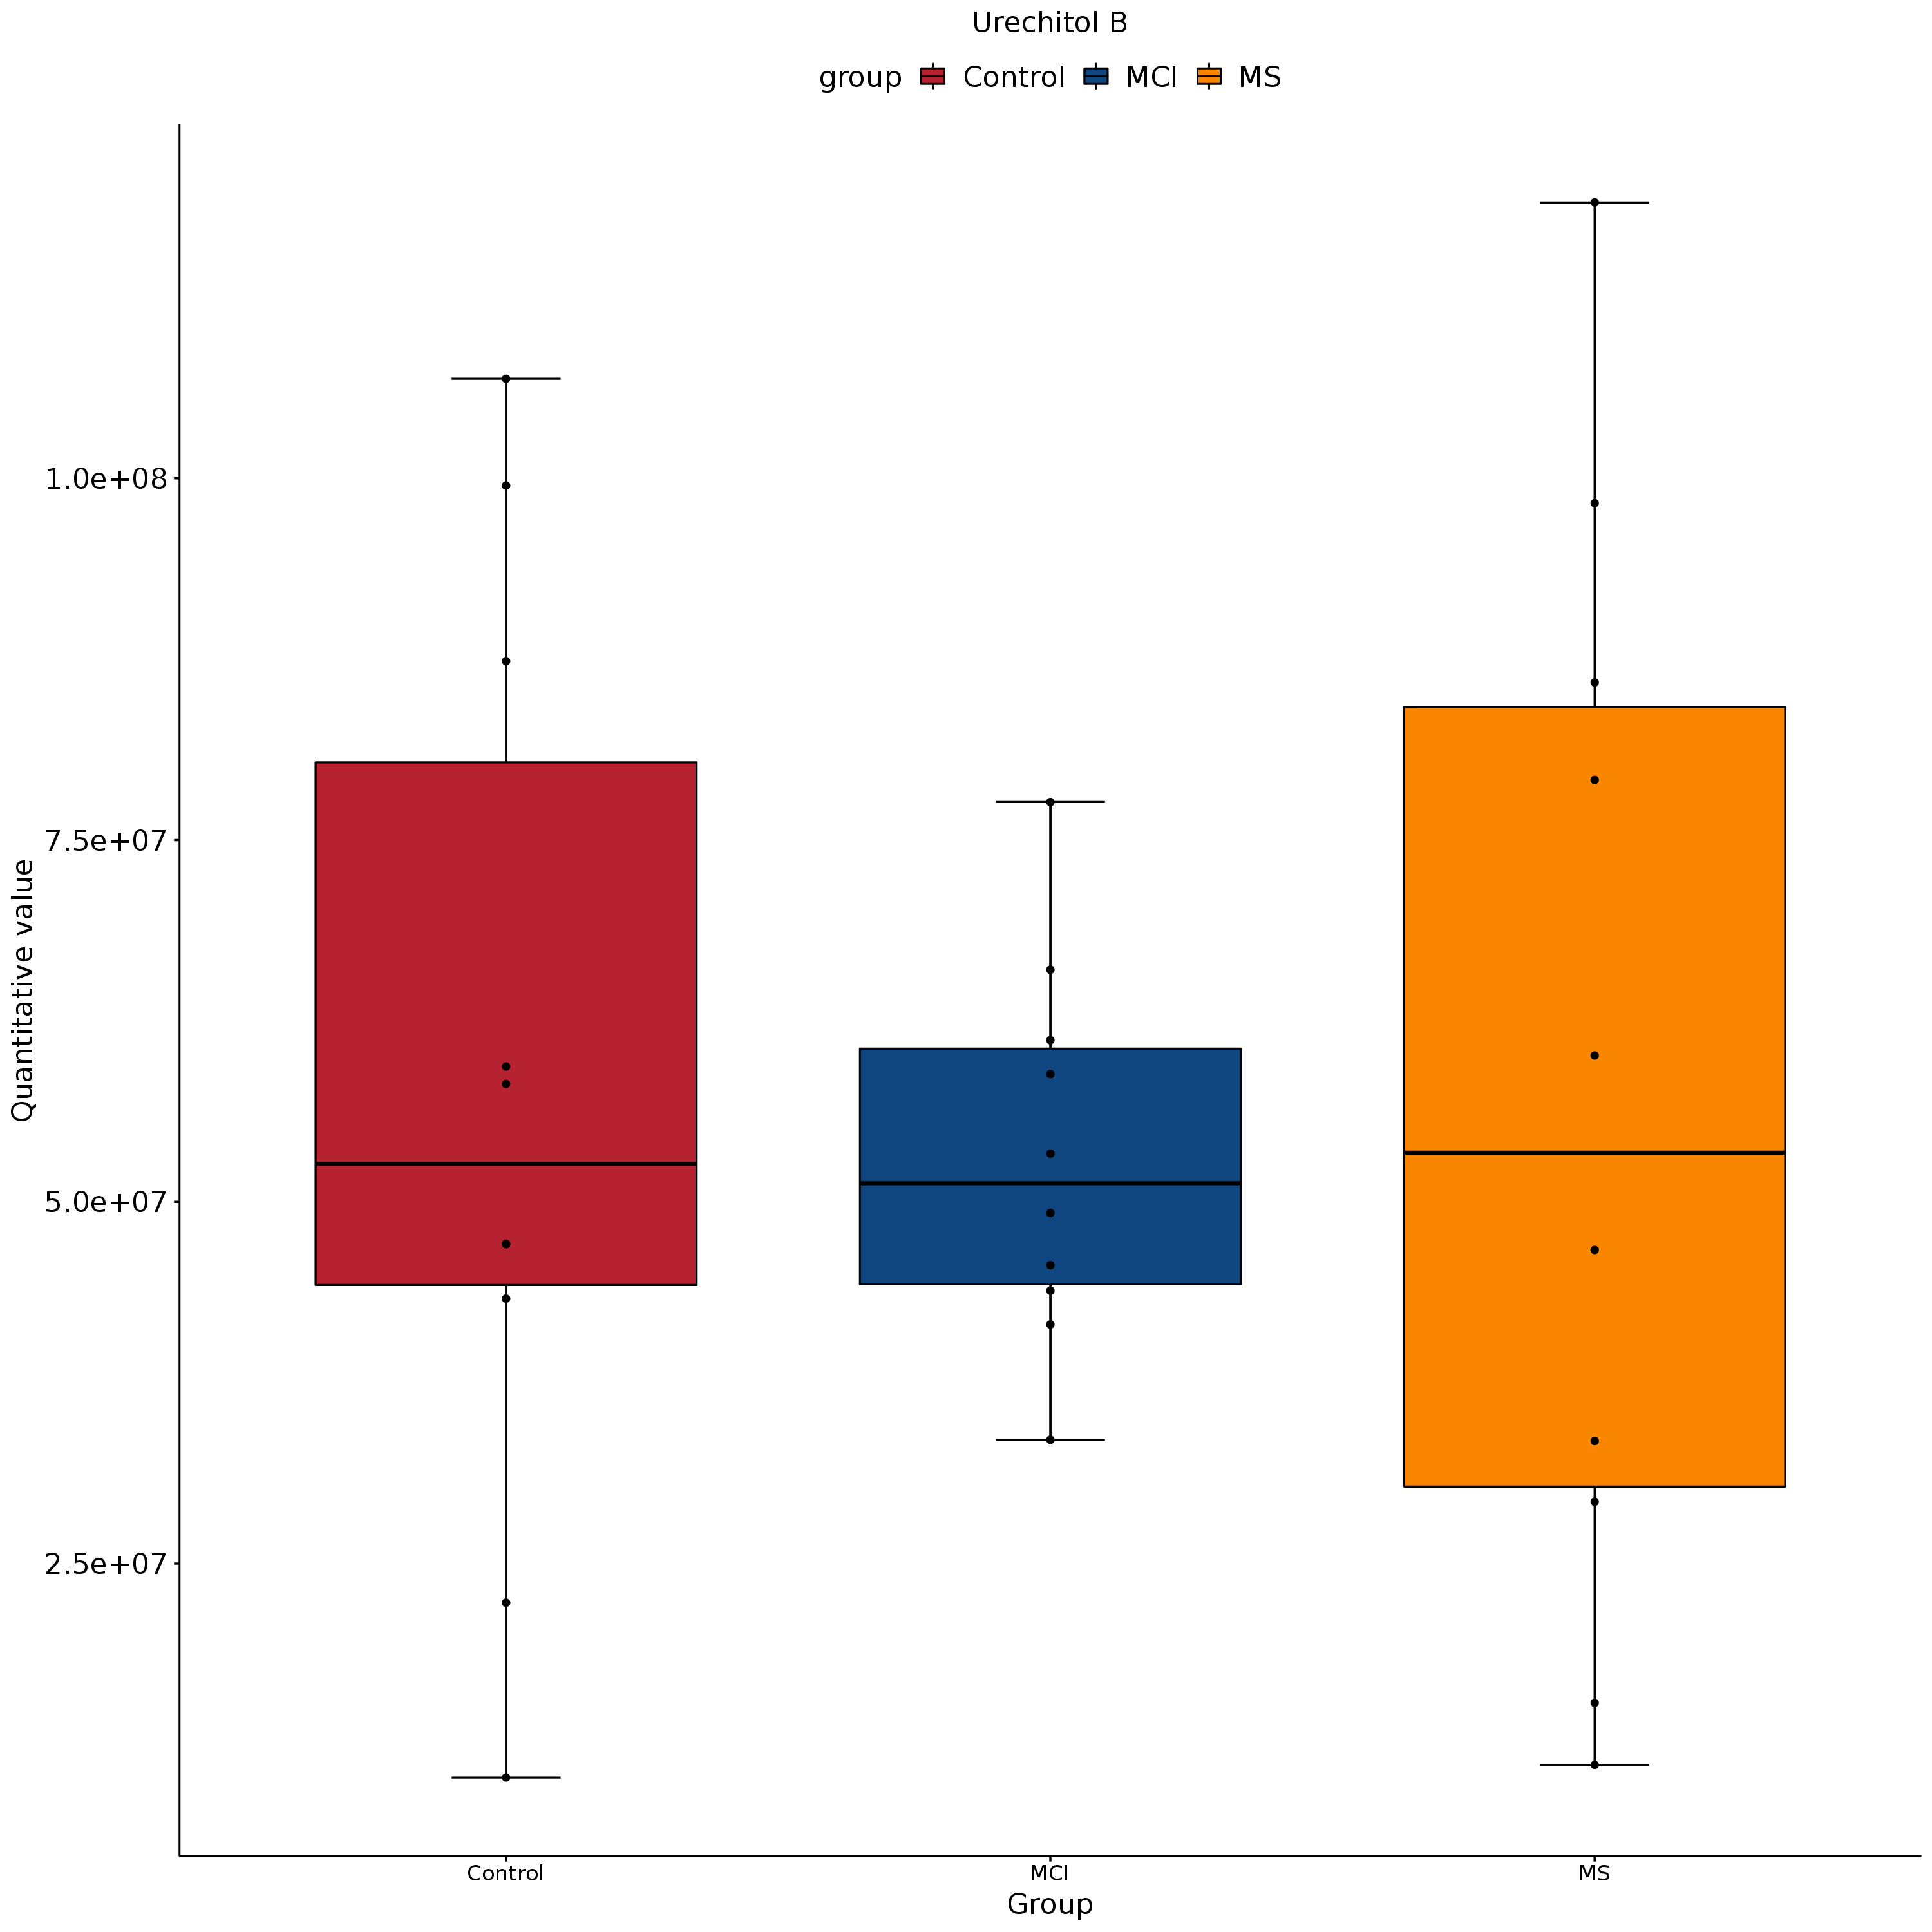 Urechitol B
group Control MCI MS
Quantitative value
1.0e+08
7.5e+07
5.0e+07
2.5e+07
Control MCI MS
Group